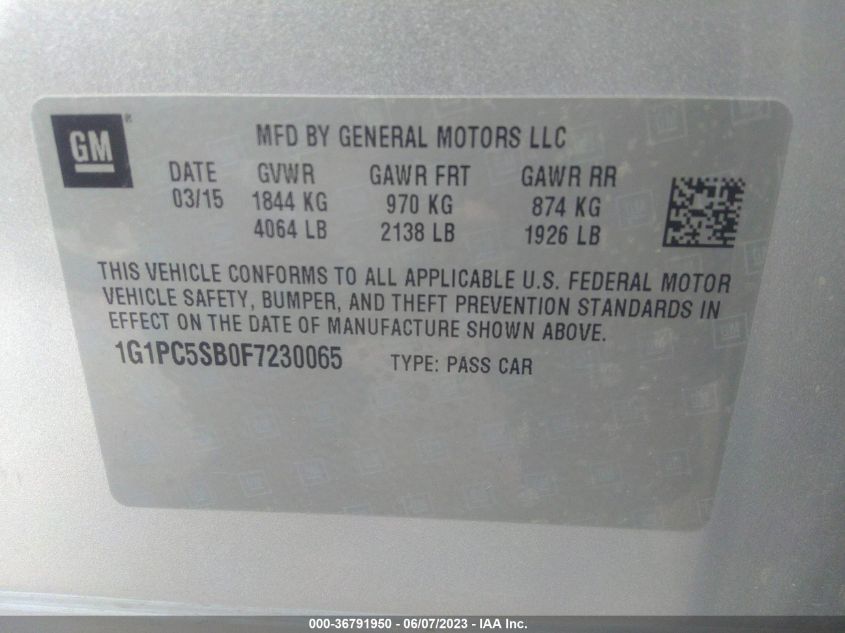 GM
MFD BY GENERAL MOTORS LLC
DATE GVWR GAWR FRT GAWR RR
03/15 1844 KG 970 KG 874 KG
4064 LB 2138 LB 1926 LB
THIS VEHICLE CONFORMS TO ALL APPLICABLE U.S. FEDERAL MOTOR
VEHICLE SAFETY, BUMPER, AND THEFT PREVENTION STANDARDS IN
EFFECT ON THE DATE OF MANUFACTURE SHOWN ABOVE.
1G1PC5SB0F7230065 TYPE: PASS CAR
000-36791950 - 06/07/2023 - IAA Inc.